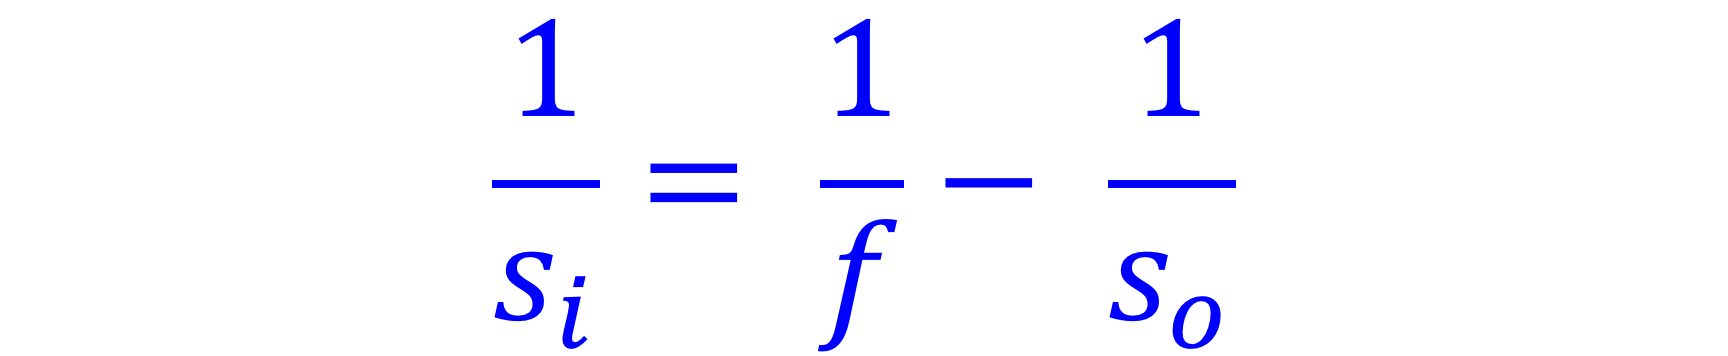 1/s_i = 1/f − 1/s_o